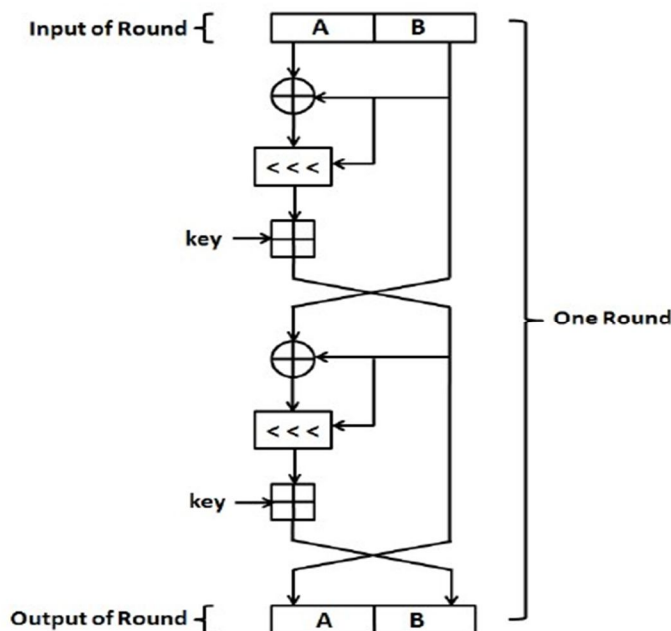 Input of Round
A B
< < <
key
One Round
< < <
key
Output of Round
A B